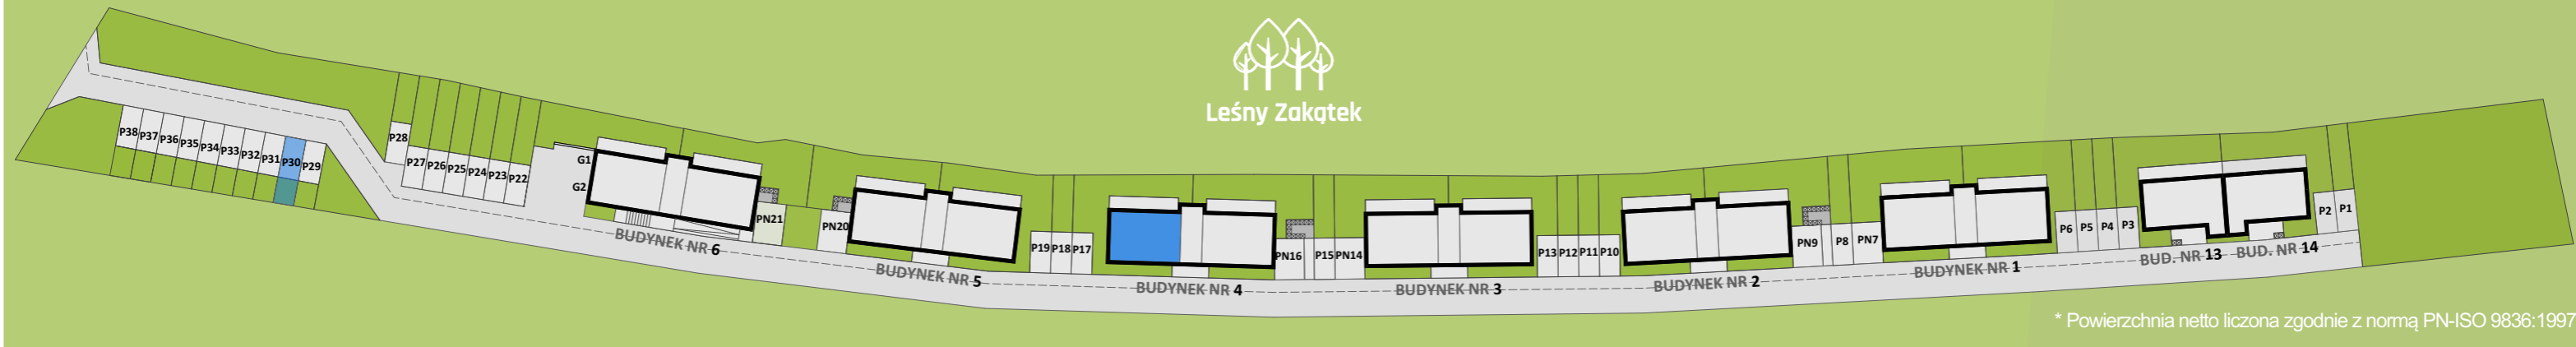 Leśny Zakątek
P38 P37 P36 P35 P34 P33 P32 P31 P30 P29
P28
P27 P26 P25 P24 P23 P22
G1
G2
PN21
PN20
P19 P18 P17
PN16
P15 PN14
P13 P12 P11 P10
PN9
P8 PN7
P6 P5 P4 P3
P2 P1
BUDYNEK NR 6
BUDYNEK NR 5
BUDYNEK NR 4
BUDYNEK NR 3
BUDYNEK NR 2
BUDYNEK NR 1
BUD. NR 13
BUD. NR 14
* Powierzchnia netto liczona zgodnie z normą PN-ISO 9836:1997